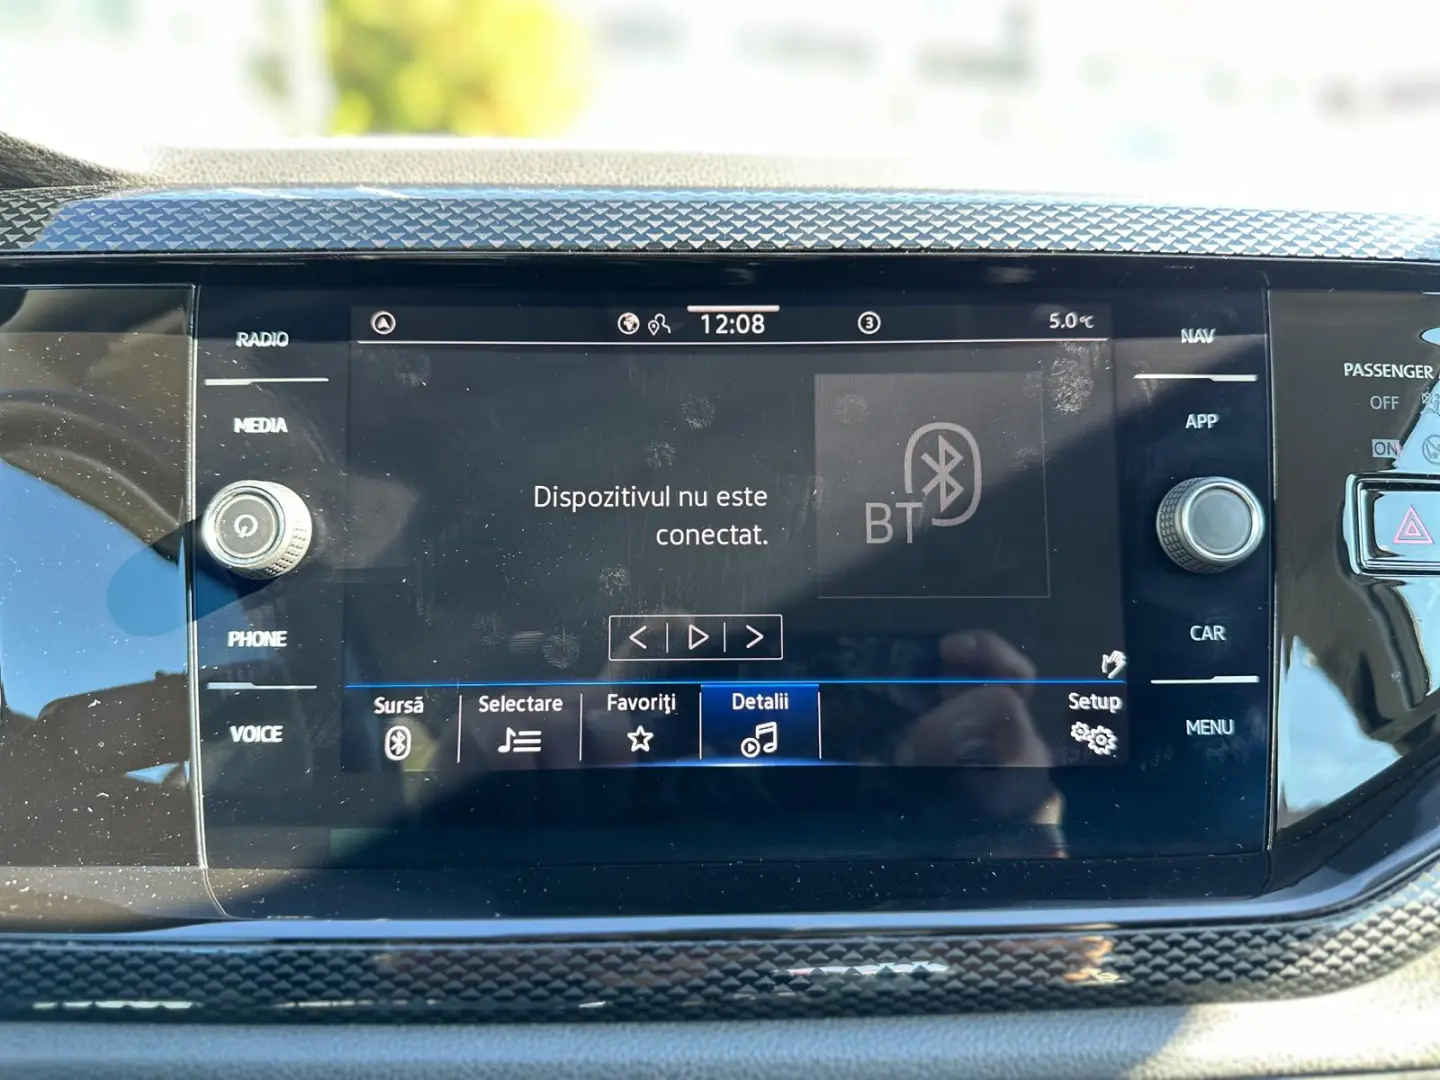 RADIO
MEDIA
PHONE
VOICE
12:08
3
5.0°C
Dispozitivul nu este
conectat.
BT
Sursă
Selectare
Favoriţi
Detalii
Setup
NAV
APP
CAR
MENU
PASSENGER
OFF
ON